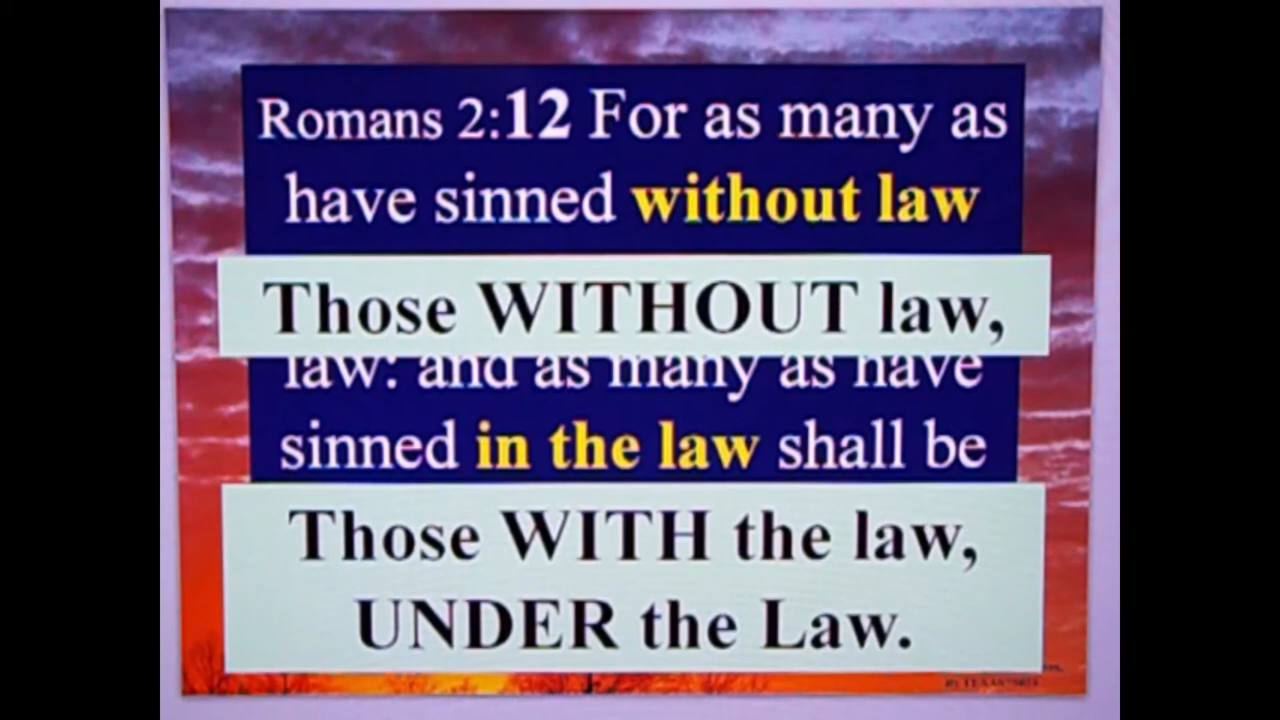 Romans 2:12 For as many as
have sinned without law
Those WITHOUT law,
law: and as many as have
sinned in the law shall be
Those WITH the law,
UNDER the Law.